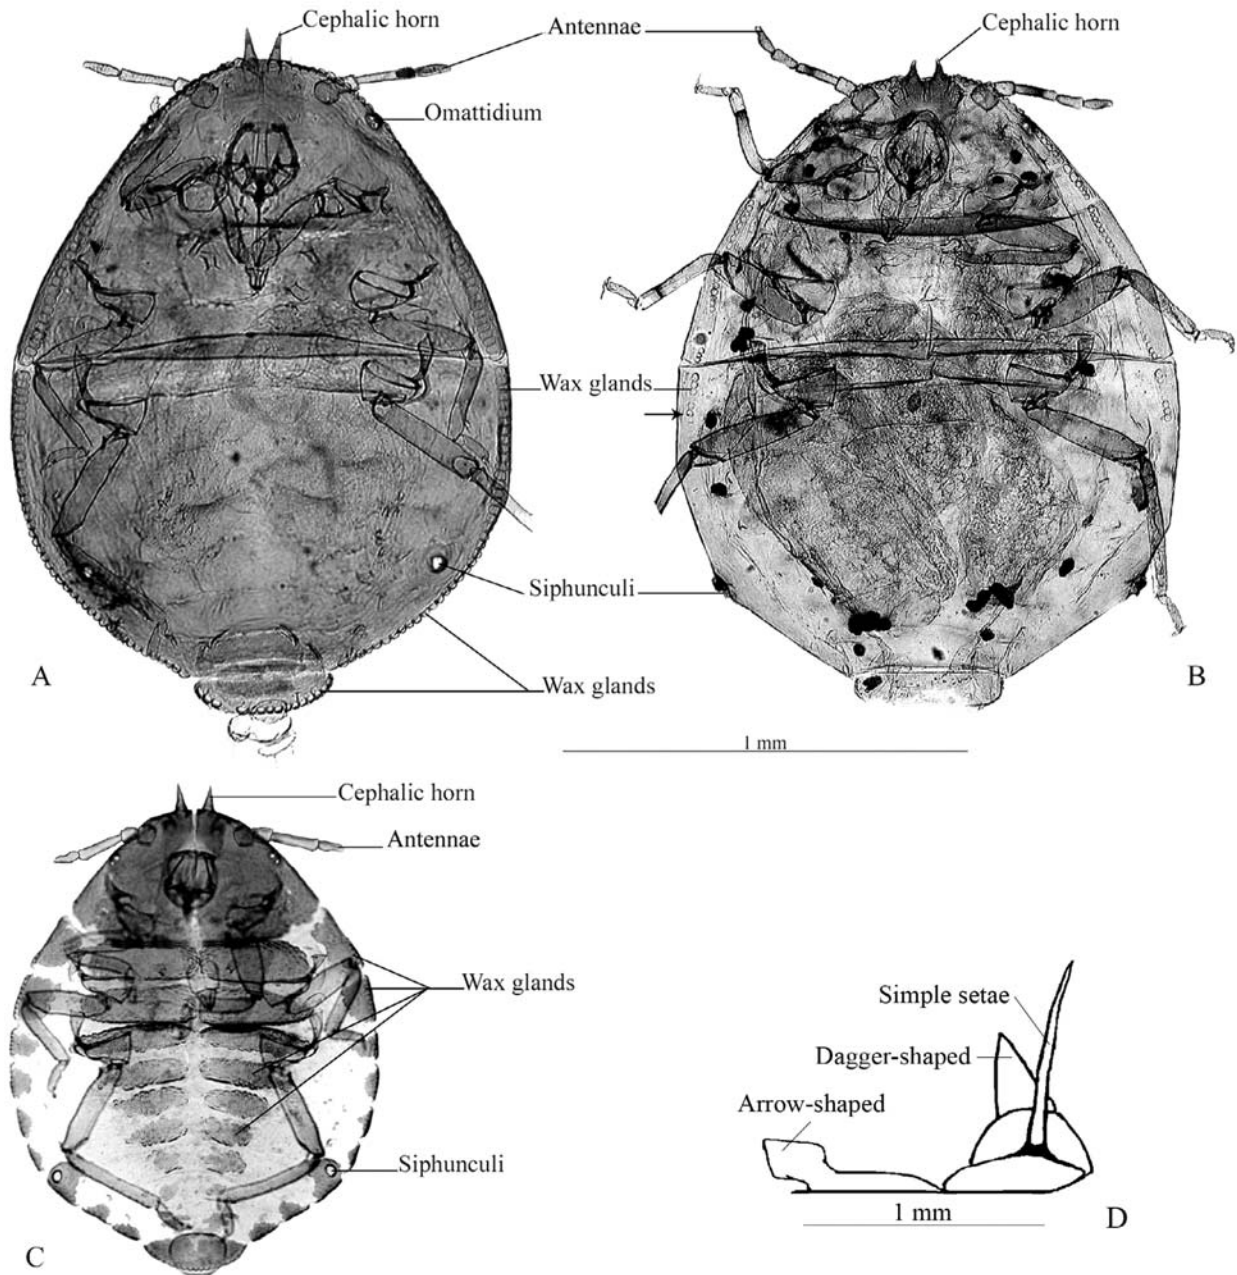 Cephalic horn
Antennae
Cephalic horn
Omattidium
Wax glands
Siphunculi
A
B
Wax glands
1 mm
Cephalic horn
Antennae
Wax glands
Simple setae
Dagger-shaped
Arrow-shaped
Siphunculi
1 mm
D
C